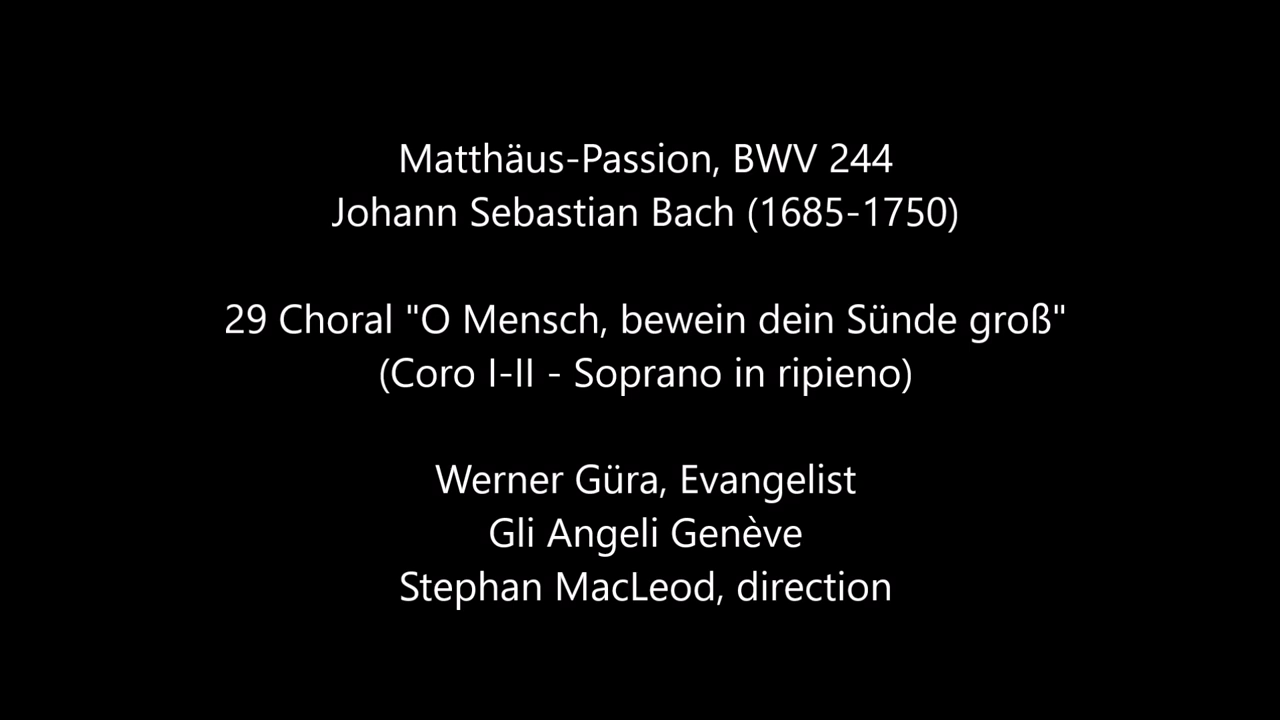 Matthäus-Passion, BWV 244
Johann Sebastian Bach (1685-1750)
29 Choral "O Mensch, bewein dein Sünde groß"
(Coro I-II - Soprano in ripieno)
Werner Güra, Evangelist
Gli Angeli Genève
Stephan MacLeod, direction